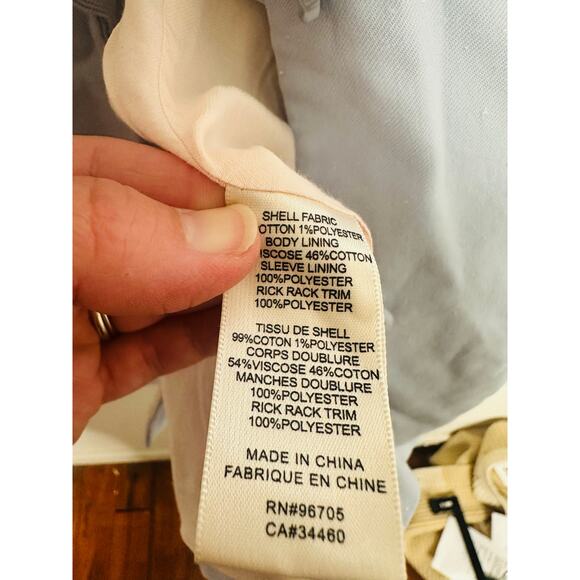 SHELL FABRIC
OTTON 1%POLYESTER
BODY LINING
ISCOSE 46%COTTON
SLEEVE LINING
100%POLYESTER
RICK RACK TRIM
100%POLYESTER
TISSU DE SHELL
99%COTON 1%POLYESTER
CORPS DOUBLURE
54%VISCOSE 46%COTON
MANCHES DOUBLURE
100%POLYESTER
RICK RACK TRIM
100%POLYESTER
MADE IN CHINA
FABRIQUE EN CHINE
RN#96705
CA#34460